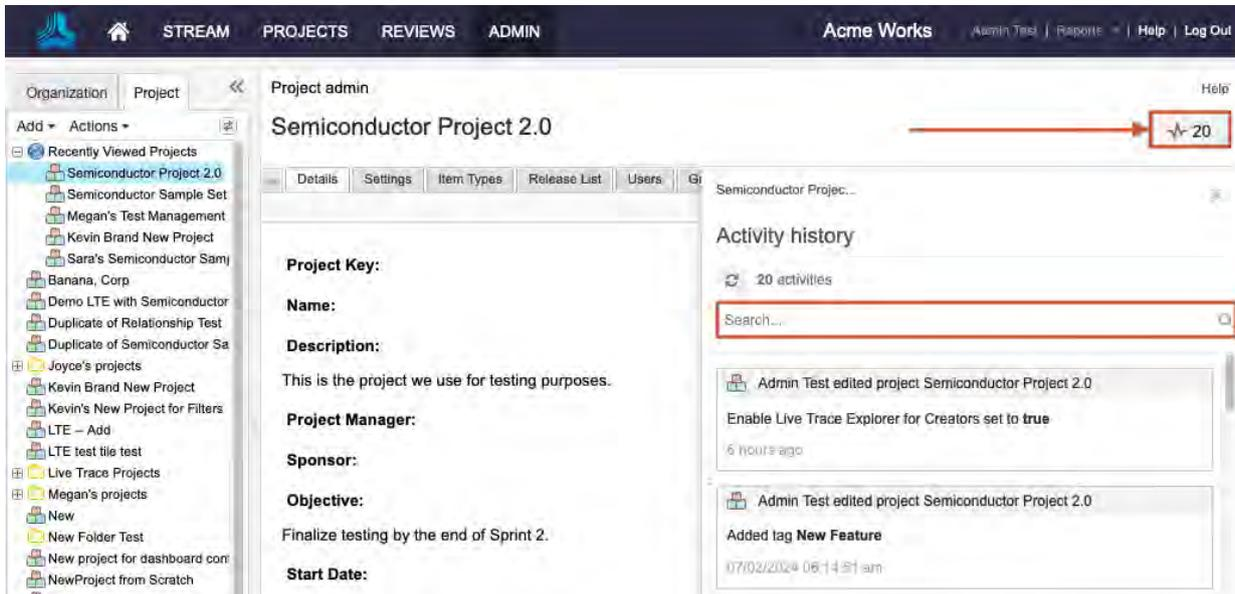 STREAM PROJECTS REVIEWS ADMIN Acme Works Admin Test | Reports | Help | Log Out
Organization Project
Project admin Help
Add Actions
Semiconductor Project 2.0 20
Recently Viewed Projects
Semiconductor Project 2.0
Semiconductor Sample Set
Megan's Test Management
Kevin Brand New Project
Sara's Semiconductor Samp
Banana, Corp
Demo LTE with Semiconductor
Duplicate of Relationship Test
Duplicate of Semiconductor Sa
Joyce's projects
Kevin Brand New Project
Kevin's New Project for Filters
LTE – Add
LTE test tile test
Live Trace Projects
Megan's projects
New
New Folder Test
New project for dashboard con
NewProject from Scratch
... Details Settings Item Types Release List Users Gr
Project Key:
Name:
Description:
This is the project we use for testing purposes.
Project Manager:
Sponsor:
Objective:
Finalize testing by the end of Sprint 2.
Start Date:
Semiconductor Projec...
Activity history
20 activities
Search...
Admin Test edited project Semiconductor Project 2.0
Enable Live Trace Explorer for Creators set to true
6 hours ago
Admin Test edited project Semiconductor Project 2.0
Added tag New Feature
07/02/2024 06:14:51 am